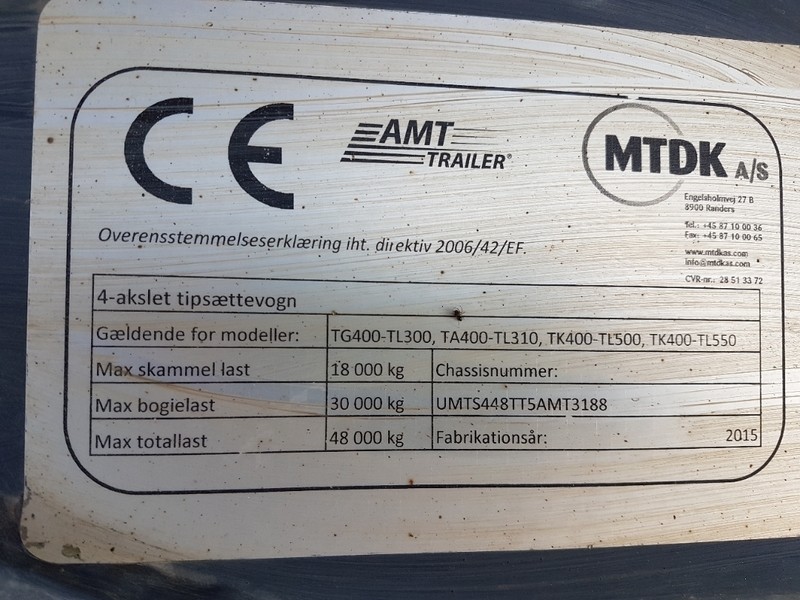 CE
AMT
TRAILER®
MTDK A/S
Engelsholmvej 27 B
8900 Randers
Tel.: +45 87 10 00 36
Fax: +45 87 10 00 65
www.mtdkas.com
info@mtdkas.com
CVR-nr.: 28 51 33 72
Overensstemmelseserklæring iht. direktiv 2006/42/EF.
4-akslet tipsættevogn
Gældende for modeller: TG400-TL300, TA400-TL310, TK400-TL500, TK400-TL550
Max skammel last 18 000 kg Chassisnummer:
Max bogielast 30 000 kg UMTS448TT5AMT3188
Max totallast 48 000 kg Fabrikationsår: 2015